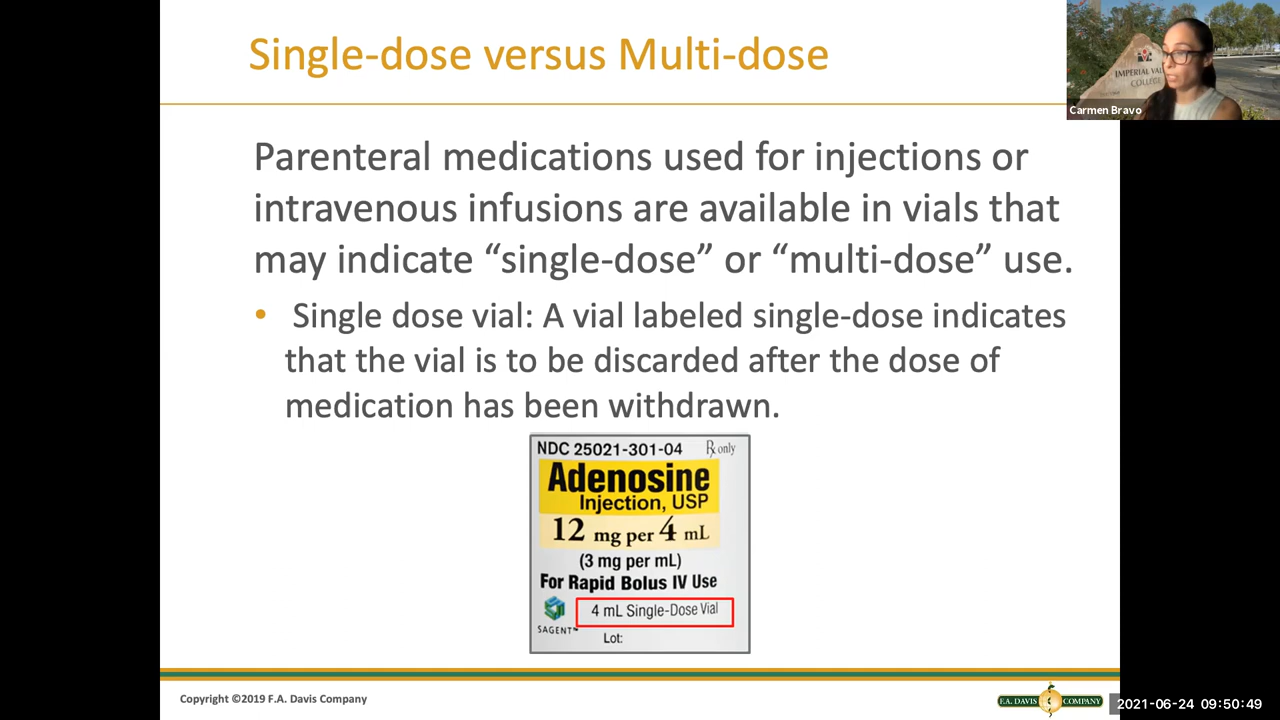 Single-dose versus Multi-dose
Carmen Bravo
Parenteral medications used for injections or
intravenous infusions are available in vials that
may indicate “single-dose” or “multi-dose” use.
• Single dose vial: A vial labeled single-dose indicates
that the vial is to be discarded after the dose of
medication has been withdrawn.
NDC 25021-301-04 ℞ only
Adenosine
Injection, USP
12 mg per 4 mL
(3 mg per mL)
For Rapid Bolus IV Use
4 mL Single-Dose Vial
SAGENT™
Lot:
Copyright ©2019 F.A. Davis Company
F.A. DAVIS COMPANY
2021-06-24 09:50:49
IMPERIAL
COLLEGE